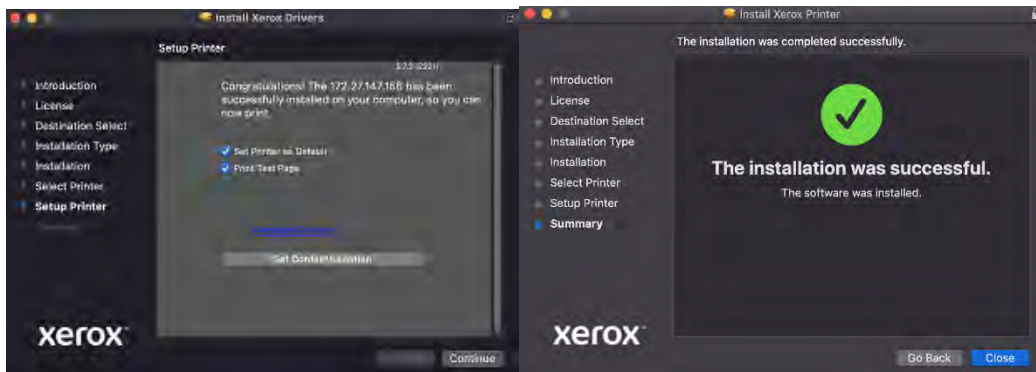 Install Xerox Drivers
Setup Printer
Congratulations! The 172.27.147.158 has been
successfully installed on your computer, so you can
now print.
Introduction
License
Destination Select
Installation Type
Installation
Select Printer
Setup Printer
Set Printer as Default
Print Test Page
xerox
Continue
Install Xerox Printer
The installation was completed successfully.
Introduction
License
Destination Select
Installation Type
Installation
Select Printer
Setup Printer
Summary
The installation was successful.
The software was installed.
xerox
Go Back
Close